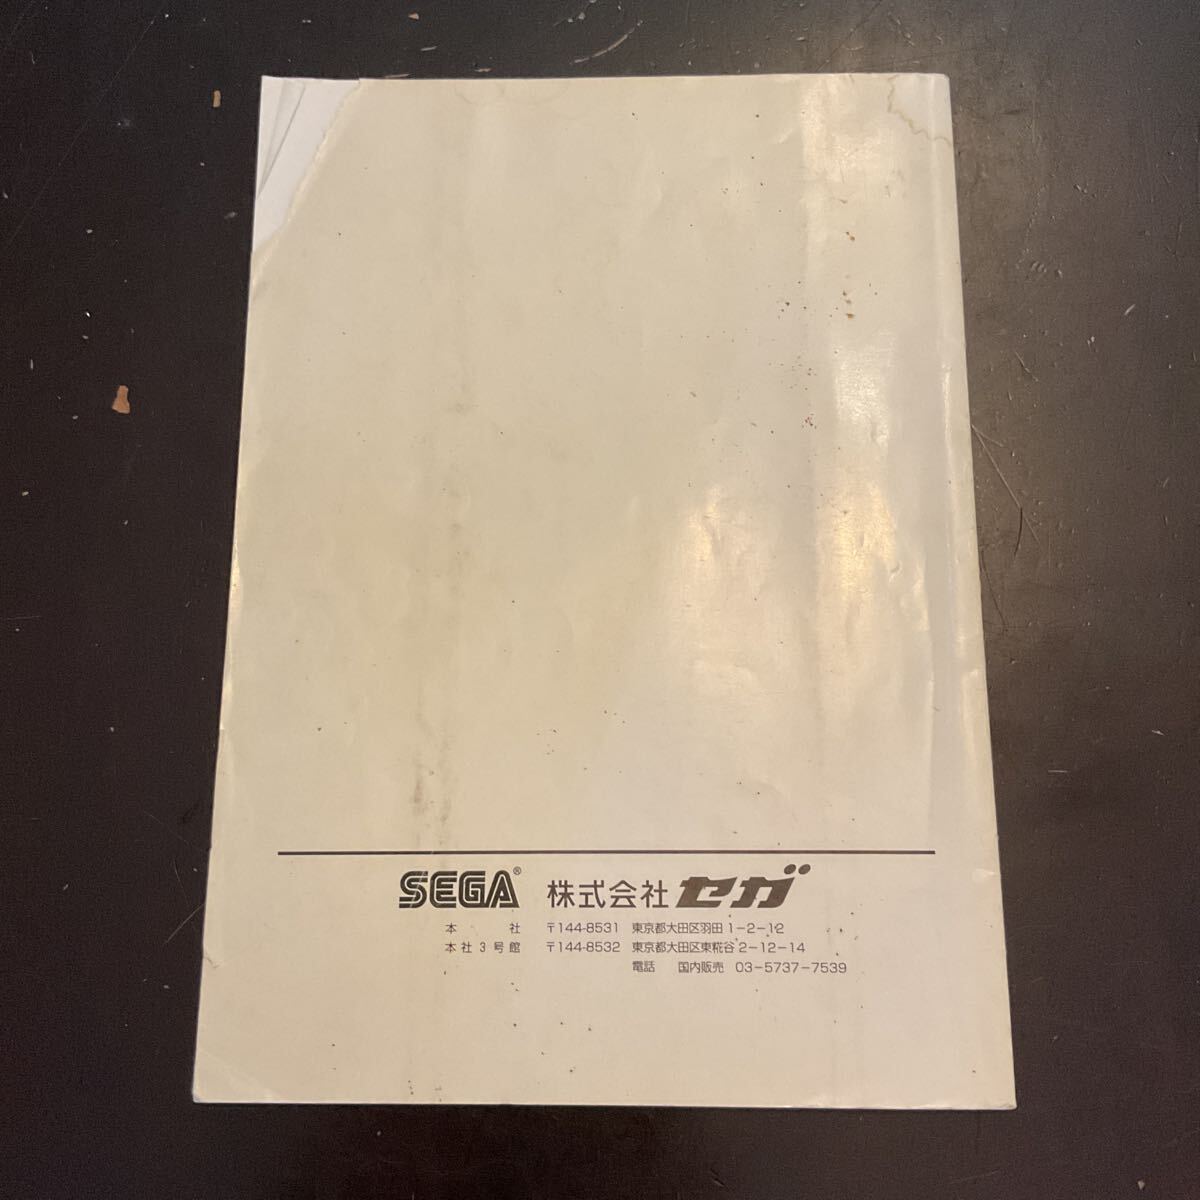 SEGA® 株式会社 セガ
本社 〒144-8531 東京都大田区羽田 1-2-12
本社3号館 〒144-8532 東京都大田区東糀谷 2-12-14
電話 国内販売 03-5737-7539